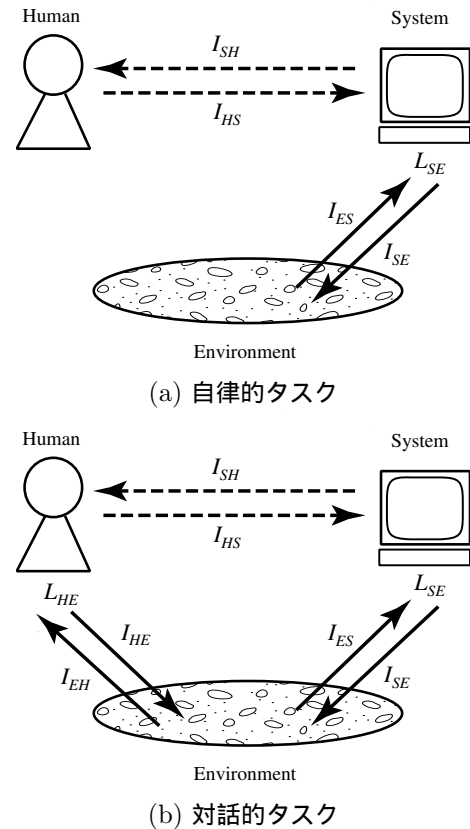 Human System
I_SH
I_HS
L_SE
I_ES
I_SE
Environment
(a) 自律的タスク
Human System
I_SH
I_HS
L_HE L_SE
I_HE I_ES
I_EH I_SE
Environment
(b) 対話的タスク